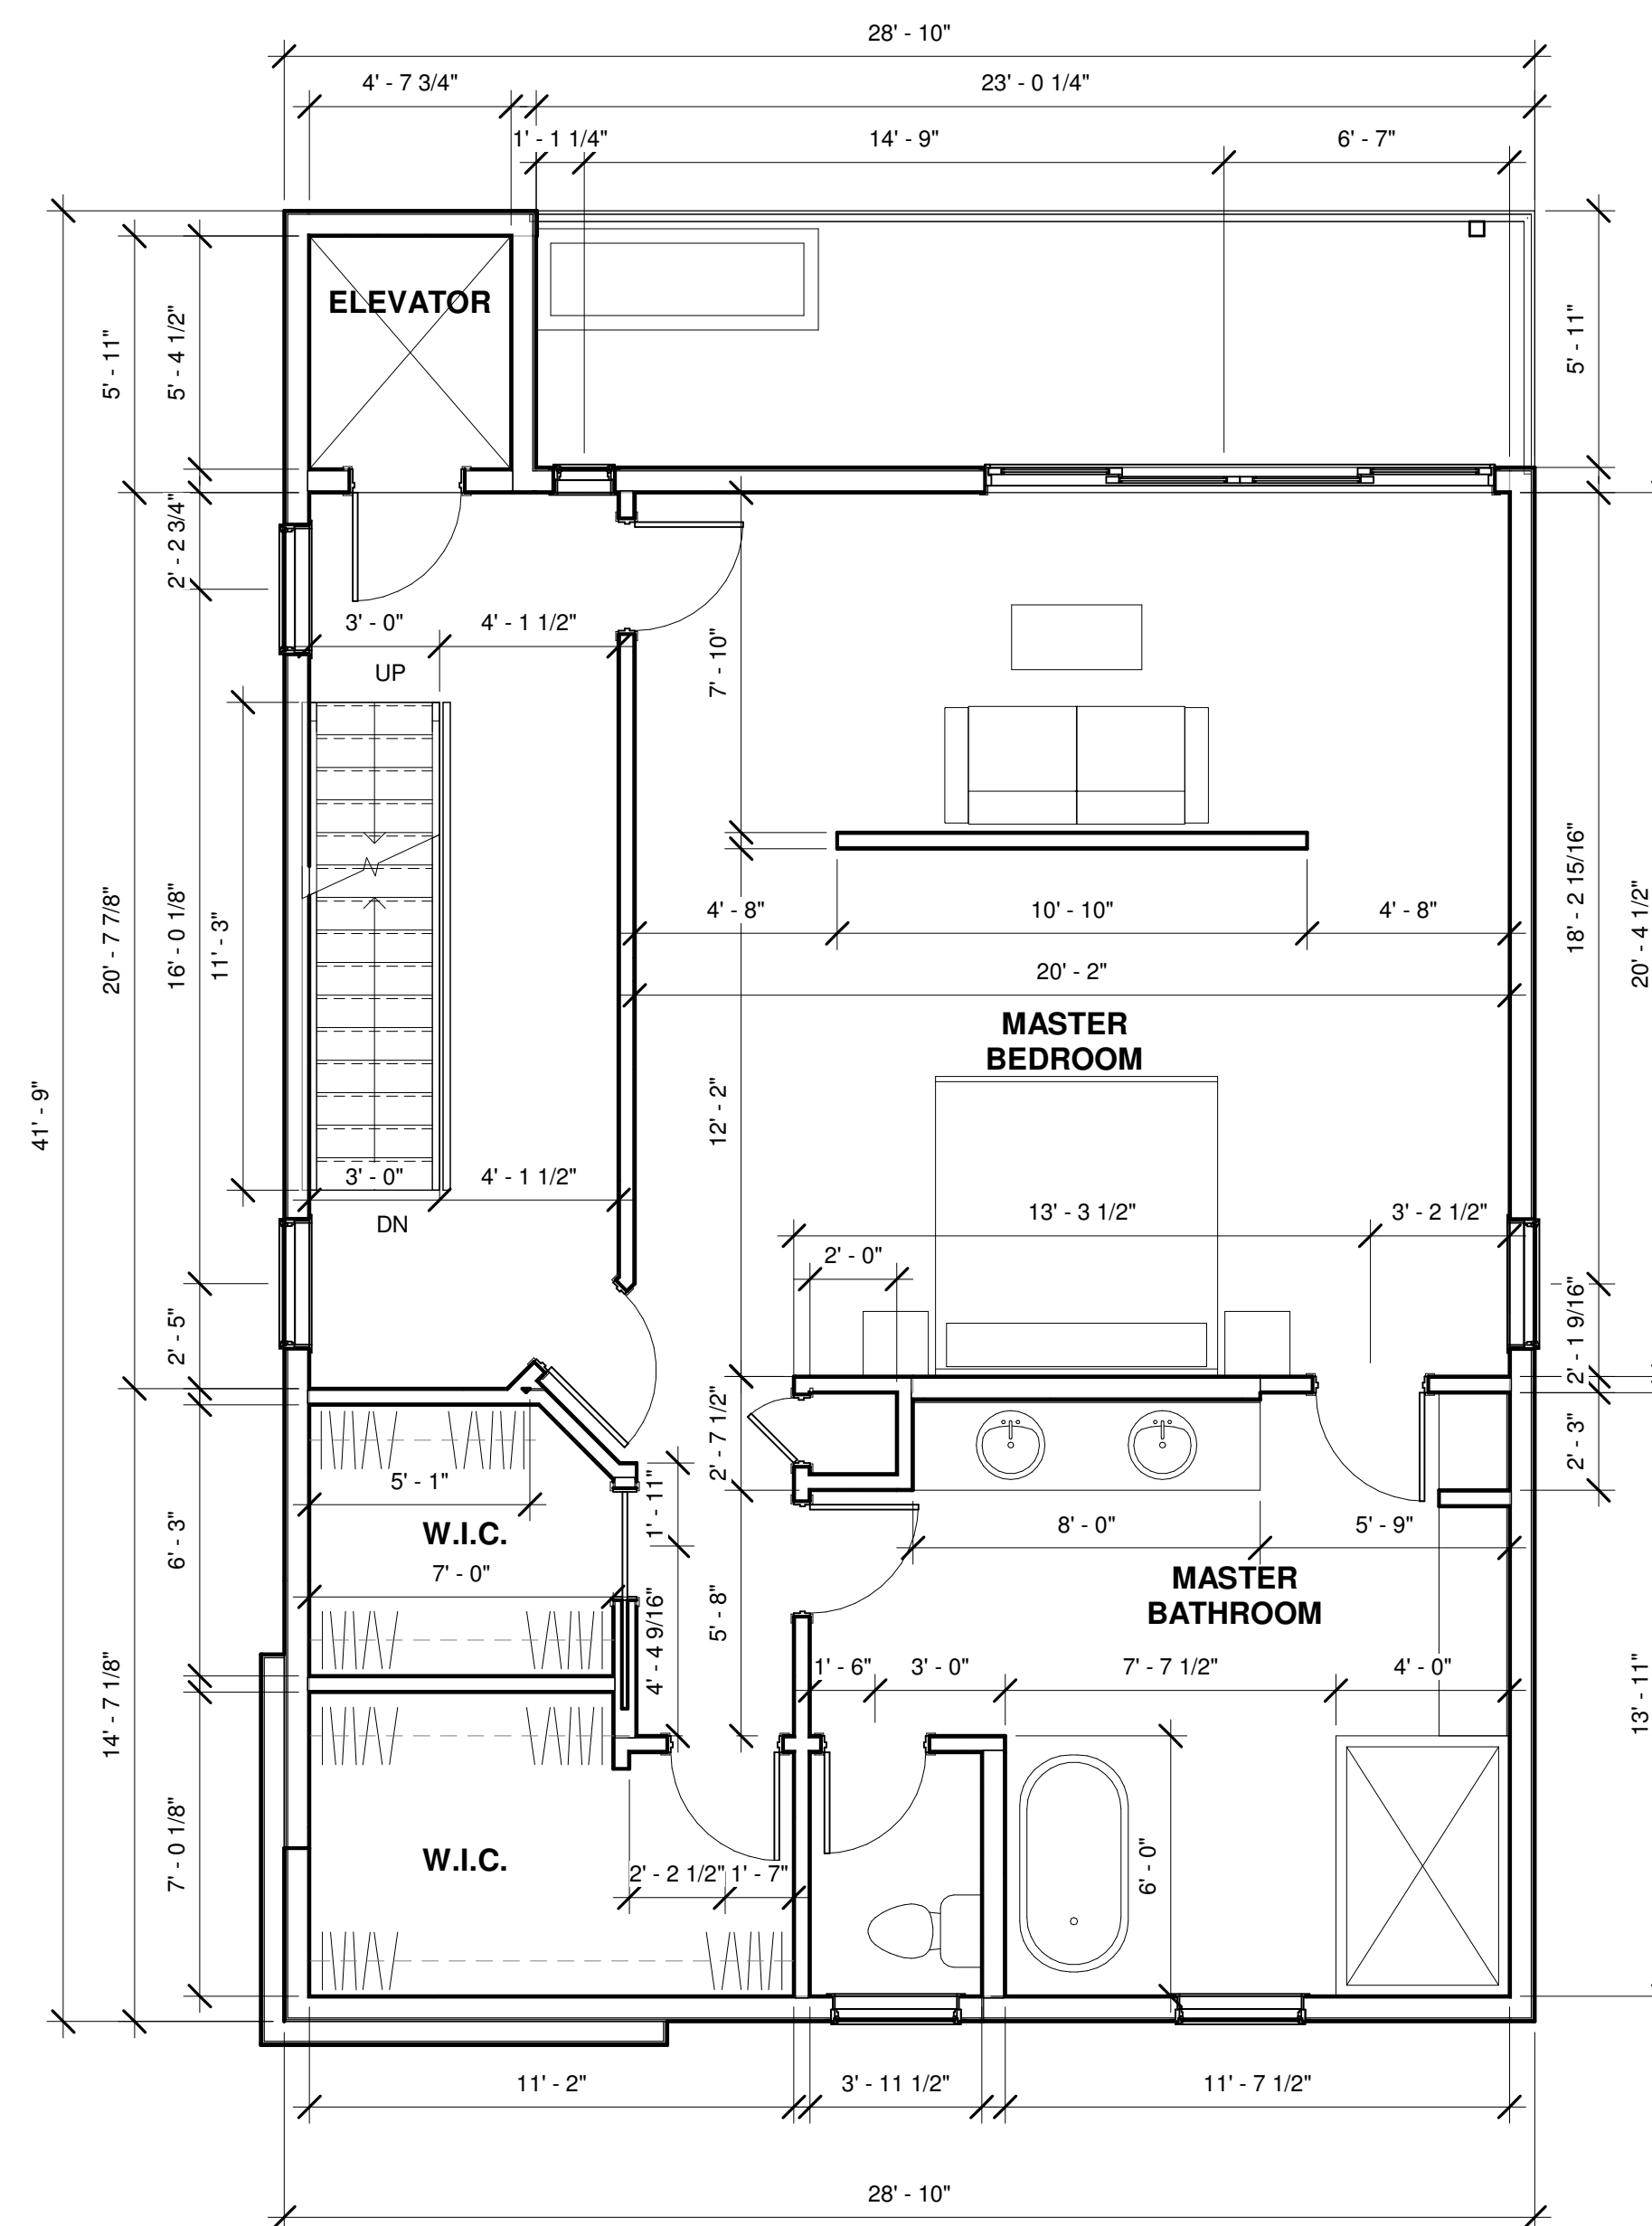 28' - 10"
4' - 7 3/4"
23' - 0 1/4"
1' - 1 1/4"
14' - 9"
6' - 7"
ELEVATOR
5' - 11"
5' - 4 1/2"
5' - 11"
2' - 2 3/4"
3' - 0"
4' - 1 1/2"
UP
7' - 10"
4' - 8"
10' - 10"
4' - 8"
18' - 2 15/16"
20' - 4 1/2"
20' - 7 7/8"
16' - 0 1/8"
11' - 3"
20' - 2"
MASTER
BEDROOM
41' - 9"
12' - 2"
3' - 0"
4' - 1 1/2"
DN
13' - 3 1/2"
3' - 2 1/2"
2' - 0"
2' - 5"
2' - 1 9/16"
2' - 7 1/2"
2' - 3"
5' - 1"
1' - 11"
W.I.C.
8' - 0"
5' - 9"
6' - 3"
7' - 0"
MASTER
BATHROOM
5' - 8"
4' - 4 9/16"
1' - 6"
3' - 0"
7' - 7 1/2"
4' - 0"
14' - 7 1/8"
13' - 11"
7' - 0 1/8"
W.I.C.
2' - 2 1/2"
1' - 7"
6' - 0"
11' - 2"
3' - 11 1/2"
11' - 7 1/2"
28' - 10"